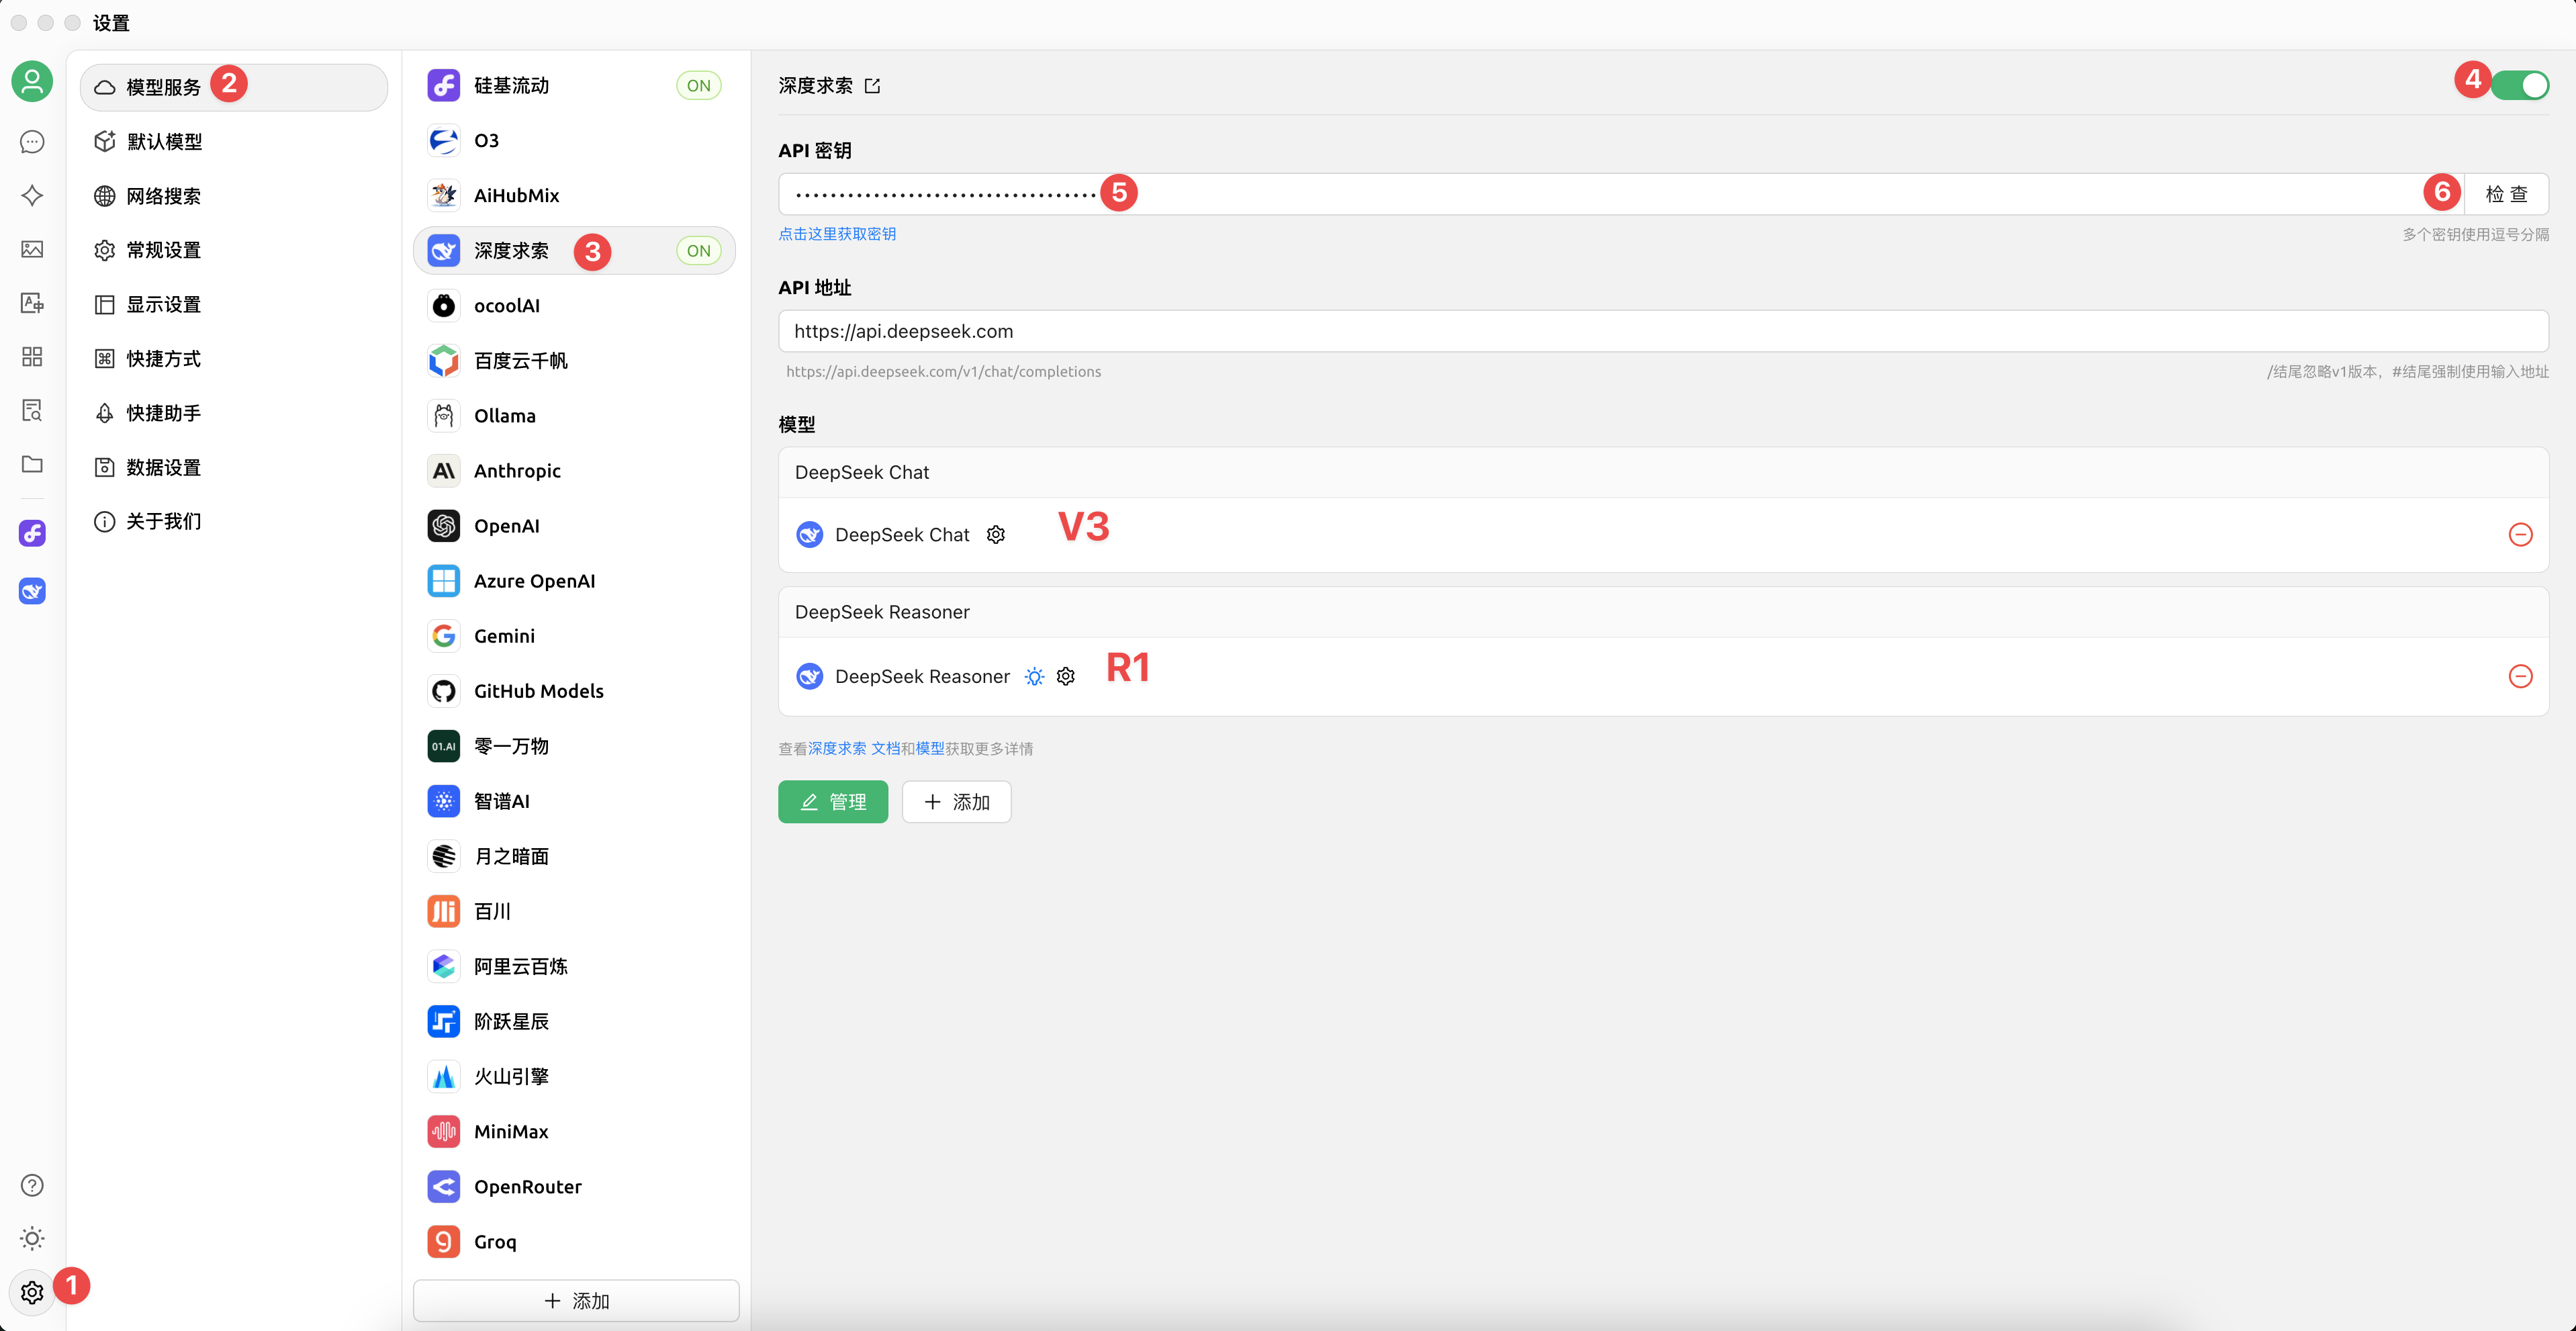 设置
模型服务 2
默认模型
网络搜索
常规设置
显示设置
快捷方式
快捷助手
数据设置
关于我们
1
硅基流动 ON
O3
AiHubMix
深度求索 3 ON
ocoolAI
百度云千帆
Ollama
Anthropic
OpenAI
Azure OpenAI
Gemini
GitHub Models
01.AI 零一万物
智谱AI
月之暗面
百川
阿里云百炼
阶跃星辰
火山引擎
MiniMax
OpenRouter
Groq
添加
深度求索 4
API 密钥
5 6 检查
点击这里获取密钥 多个密钥使用逗号分隔
API 地址
https://api.deepseek.com
https://api.deepseek.com/v1/chat/completions /结尾忽略v1版本，#结尾强制使用输入地址
模型
DeepSeek Chat
DeepSeek Chat V3
DeepSeek Reasoner
DeepSeek Reasoner R1
查看深度求索 文档和模型获取更多详情
管理 添加